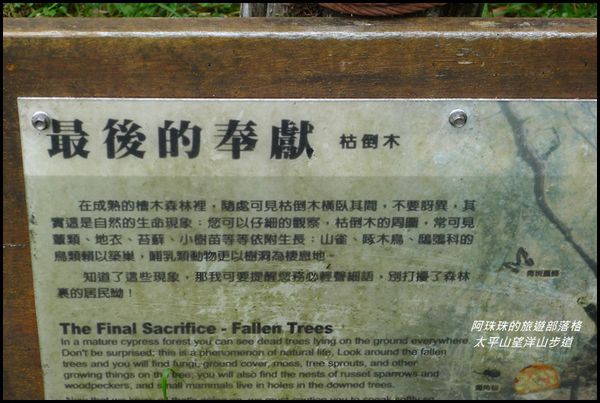 最後的奉獻 枯倒木
在成熟的檜木森林裡，隨處可見枯倒木橫臥其間，不要訝異，其
實這是自然的生命現象；您可以仔細的觀察，枯倒木的周圍，常可見
蕈類、地衣、苔蘚、小樹苗等等依附生長；山雀、啄木鳥、鴟鴞科的
鳥類賴以築巢，哺乳類動物更以樹洞為棲息地。
知道了這些現象，那我可要提醒您務必輕聲細語，別打擾了森林
裏的居民呦！
The Final Sacrifice - Fallen Trees
In a mature cypress forest you can see dead trees lying on the ground everywhere.
Don't be surprised; this is a phenomenon of natural life. Look around the fallen
trees and you will find fungi, ground cover, moss, tree sprouts, and other
growing things on the tree; you will also find the nests of russel sparrows and
woodpeckers, and small mammals live in holes in the downed trees.
阿珠珠的旅遊部落格
太平山望洋山步道